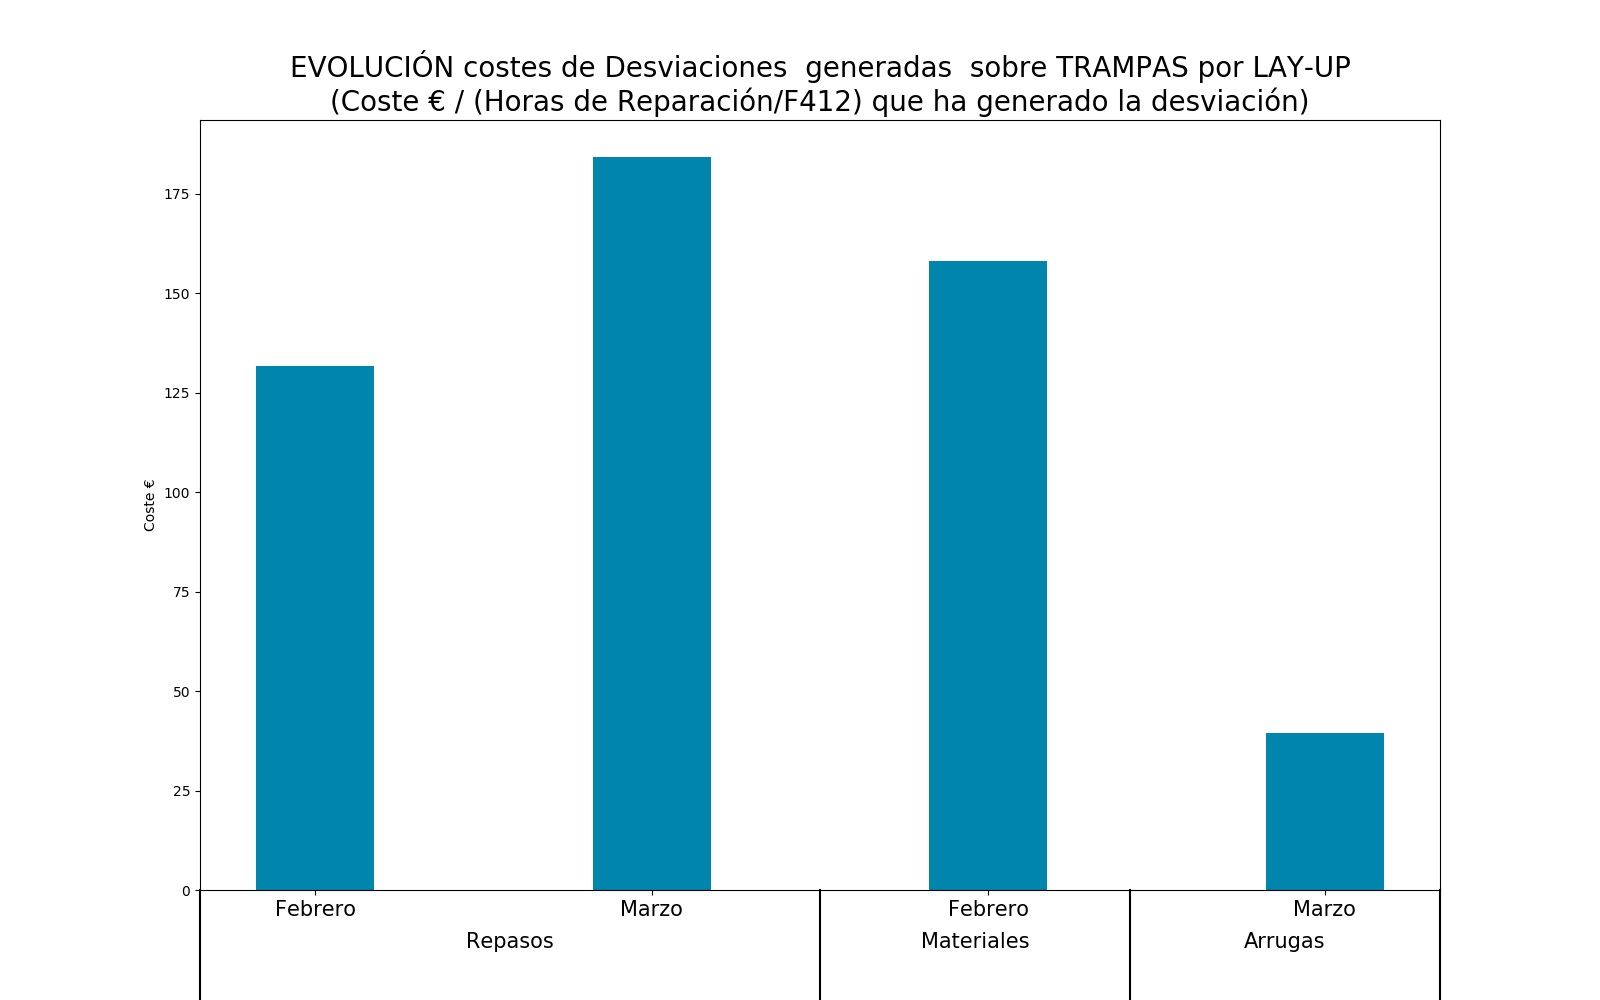 EVOLUCIÓN costes de Desviaciones  generadas  sobre TRAMPAS por LAY-UP
(Coste € / (Horas de Reparación/F412) que ha generado la desviación)
175
150
125
100
75
50
25
0
Coste €
Febrero Marzo Febrero Marzo
Repasos Materiales Arrugas